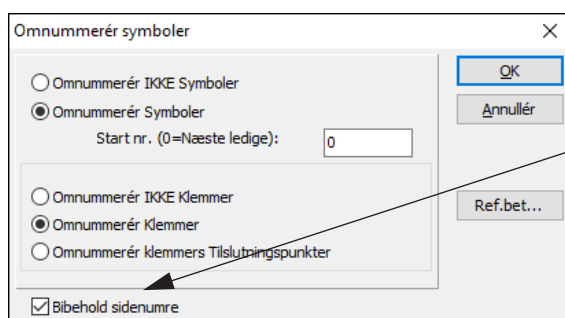 Omnummerér symboler
OK
Omnummerér IKKE Symboler
Omnummerér Symboler
Annullér
Start nr. (0=Næste ledige): 0
Omnummerér IKKE Klemmer
Ref.bet...
Omnummerér Klemmer
Omnummerér klemmers Tilslutningspunkter
Bibehold sidenumre